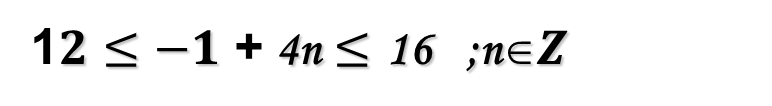 12 ≤ −1 + 4n ≤ 16 ;n∈Z